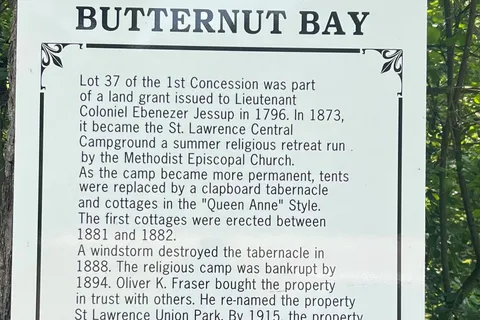 BUTTERNUT BAY
Lot 37 of the 1st Concession was part
of a land grant issued to Lieutenant
Coloniel Ebenezer Jessup in 1796. In 1873,
it became the St. Lawrence Central
Campground a summer religious retreat run
by the Methodist Episcopal Church.
As the camp became more permanent, tents
were replaced by a clapboard tabernacle
and cottages in the "Queen Anne" Style.
The first cottages were erected between
1881 and 1882.
A windstorm destroyed the tabernacle in
1888. The religious camp was bankrupt by
1894. Oliver K. Fraser bought the property
in trust with others. He re-named the property
St Lawrence Union Park. By 1915, the property